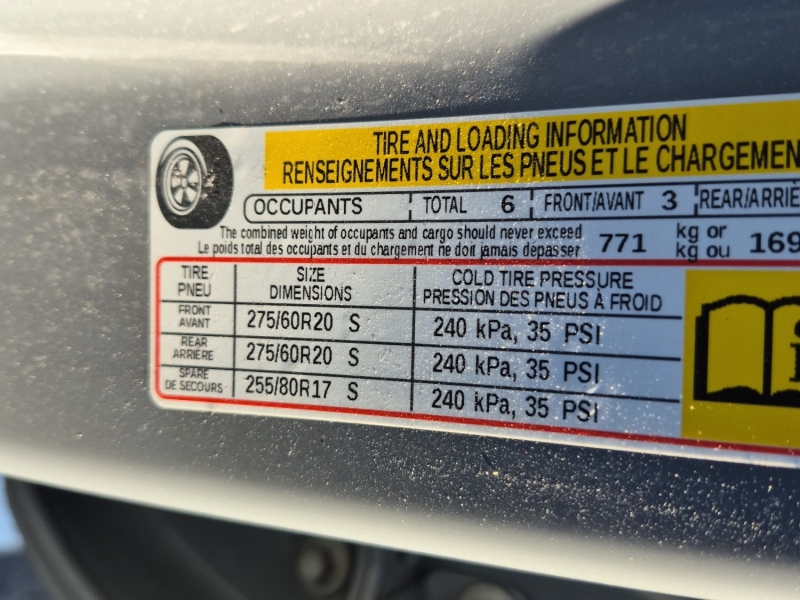 TIRE AND LOADING INFORMATION
RENSEIGNEMENTS SUR LES PNEUS ET LE CHARGEMEN
OCCUPANTS TOTAL 6 FRONT/AVANT 3 REAR/ARRIÈ
The combined weight of occupants and cargo should never exceed
Le poids total des occupants et du chargement ne doit jamais dépasser
771 kg or
kg ou 169
TIRE
PNEU
SIZE
DIMENSIONS
COLD TIRE PRESSURE
PRESSION DES PNEUS À FROID
FRONT
AVANT
275/60R20 S
240 kPa, 35 PSI
REAR
ARRIÈRE
275/60R20 S
240 kPa, 35 PSI
SPARE
DE SECOURS
255/80R17 S
240 kPa, 35 PSI